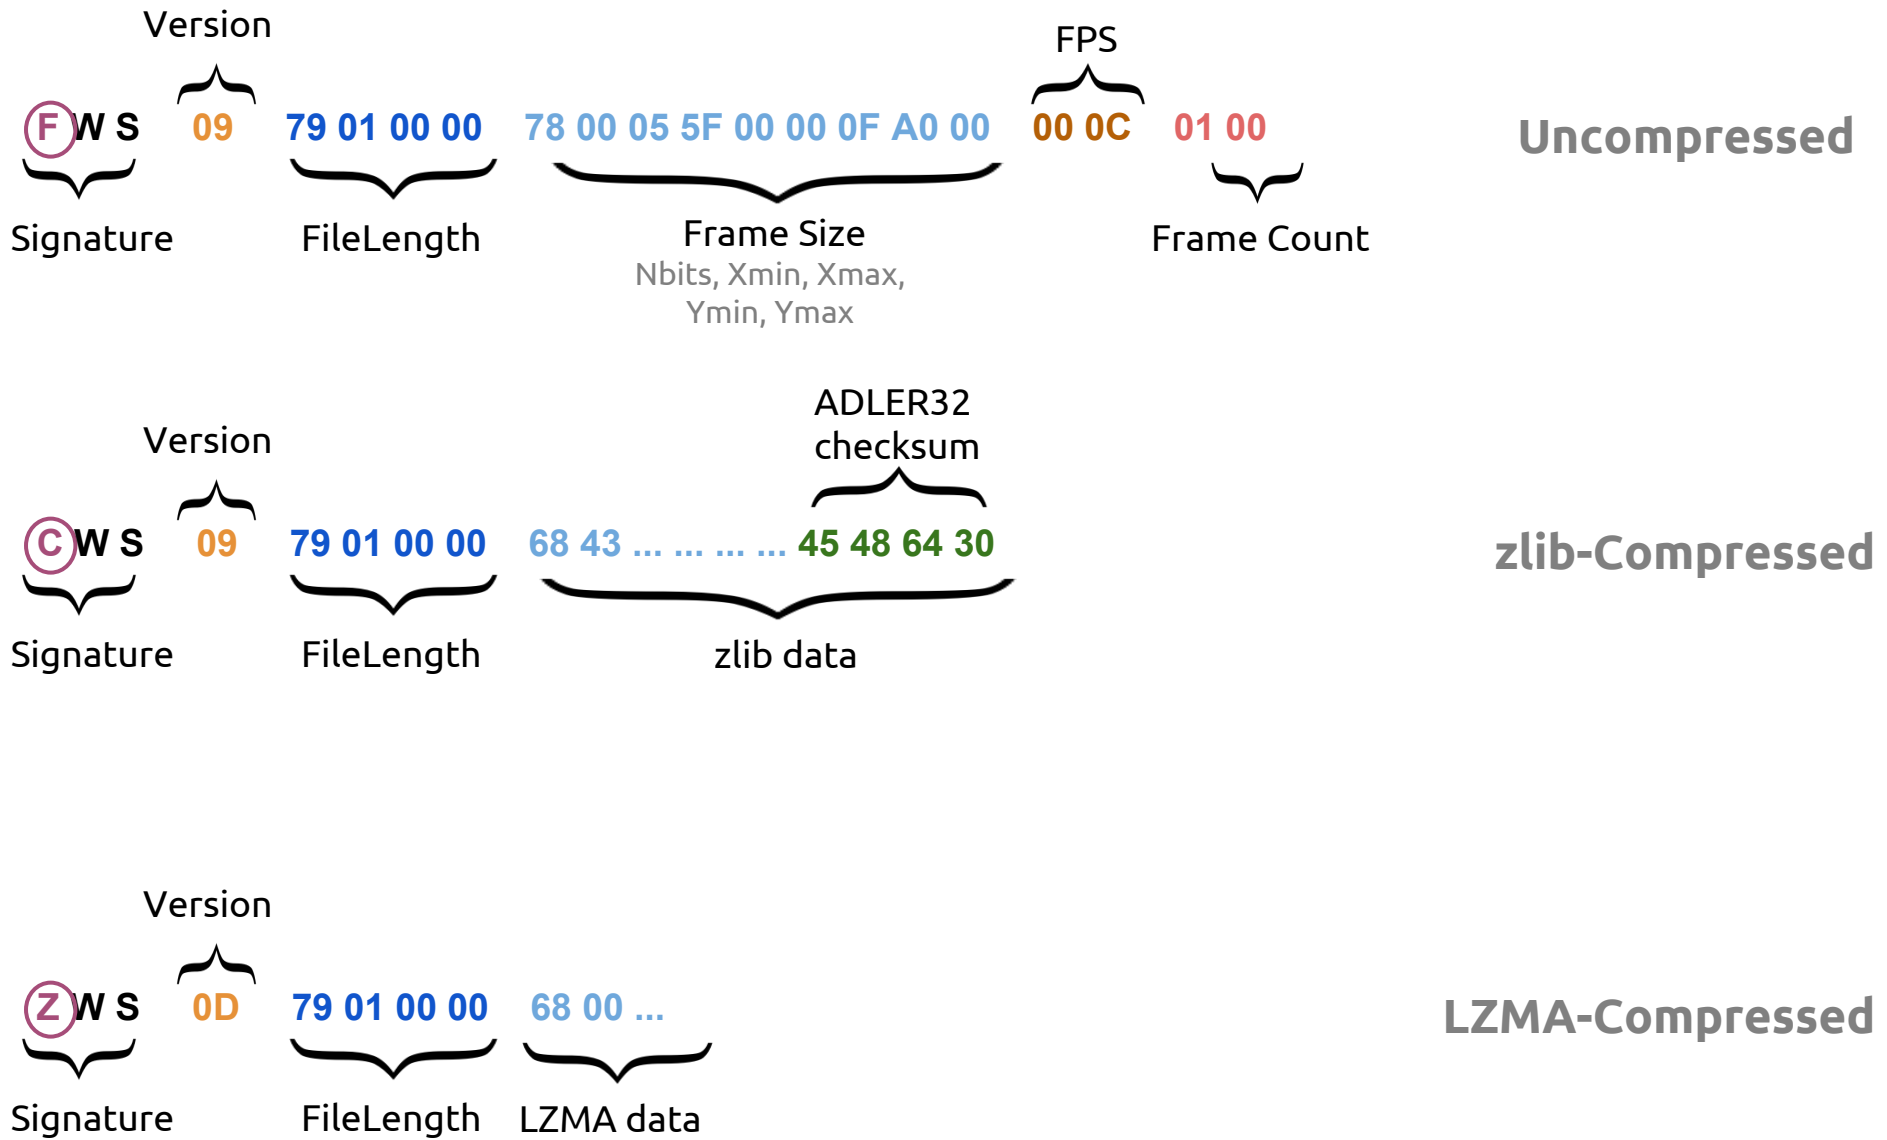 Version
FPS
F W S 09 79 01 00 00 78 00 05 5F 00 00 0F A0 00 00 0C 01 00
Uncompressed
Signature
FileLength
Frame Size
Nbits, Xmin, Xmax,
Ymin, Ymax
Frame Count
ADLER32
checksum
Version
C W S 09 79 01 00 00 68 43 ... ... ... ... 45 48 64 30
zlib-Compressed
Signature
FileLength
zlib data
Version
Z W S 0D 79 01 00 00 68 00 ...
LZMA-Compressed
Signature
FileLength
LZMA data